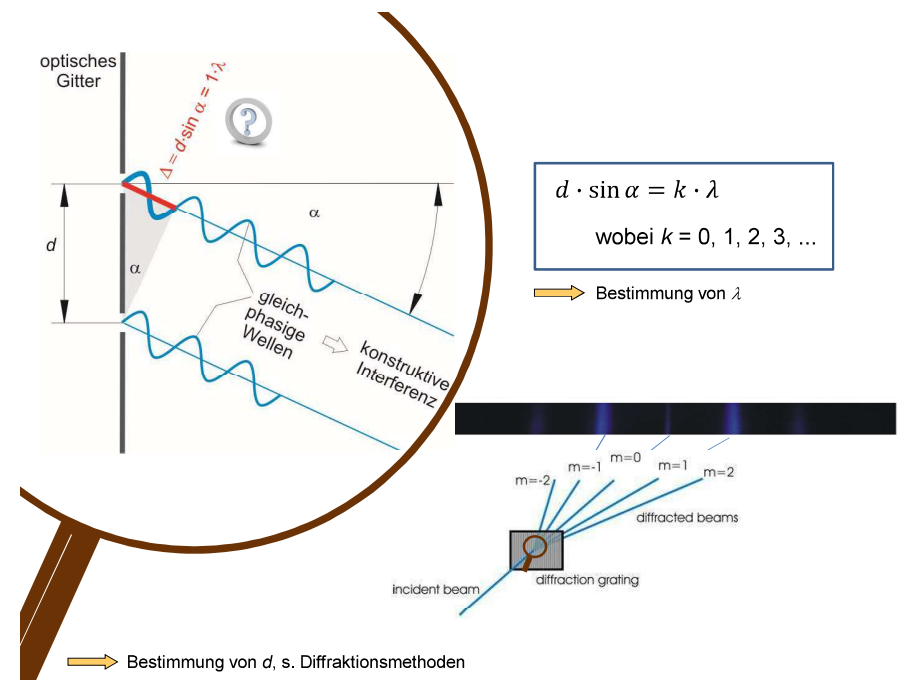 optisches
Gitter
Δ = d·sin α = 1·λ
?
α
d
α
gleich-
phasige
Wellen
konstruktive
Interferenz
d · sin α = k · λ
wobei k = 0, 1, 2, 3, ...
Bestimmung von λ
m=-2
m=-1
m=0
m=1
m=2
diffracted beams
incident beam
diffraction grating
Bestimmung von d, s. Diffraktionsmethoden